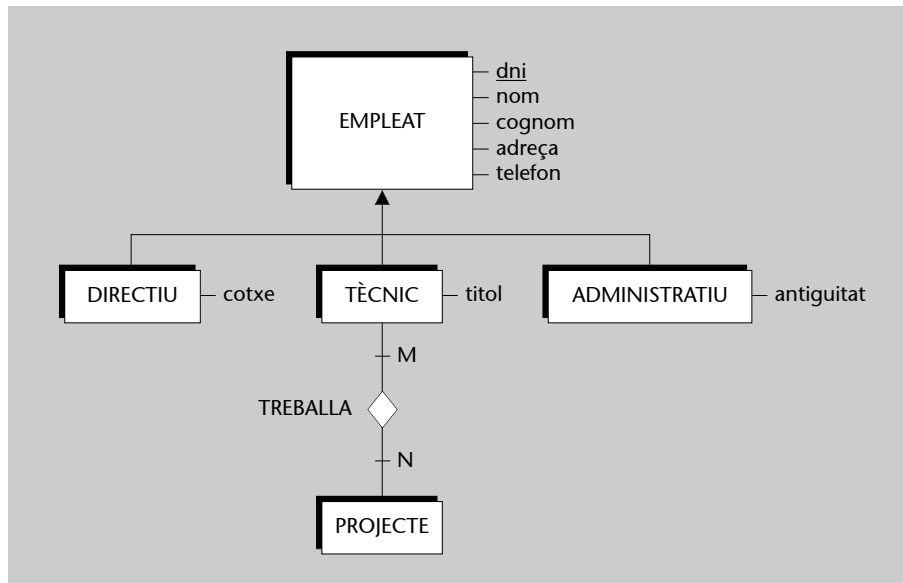 EMPLEAT
dni
nom
cognom
adreça
telefon
DIRECTIU
cotxe
TÈCNIC
titol
ADMINISTRATIU
antiguitat
M
TREBALLA
N
PROJECTE